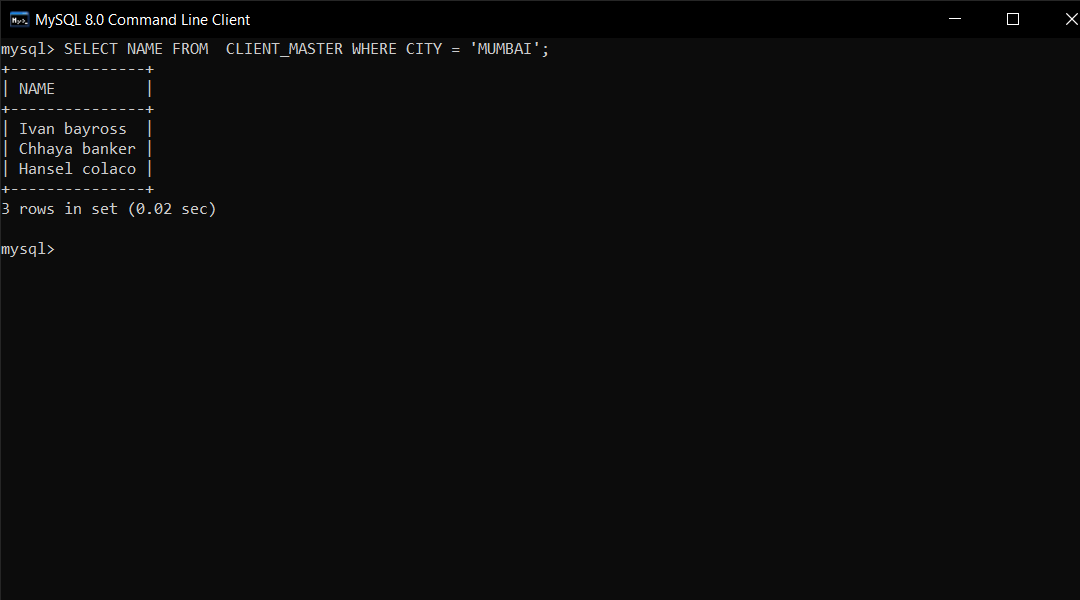 MySQL 8.0 Command Line Client
mysql> SELECT NAME FROM  CLIENT_MASTER WHERE CITY = 'MUMBAI';
+---------------+
| NAME          |
+---------------+
| Ivan bayross  |
| Chhaya banker |
| Hansel colaco |
+---------------+
3 rows in set (0.02 sec)
mysql>